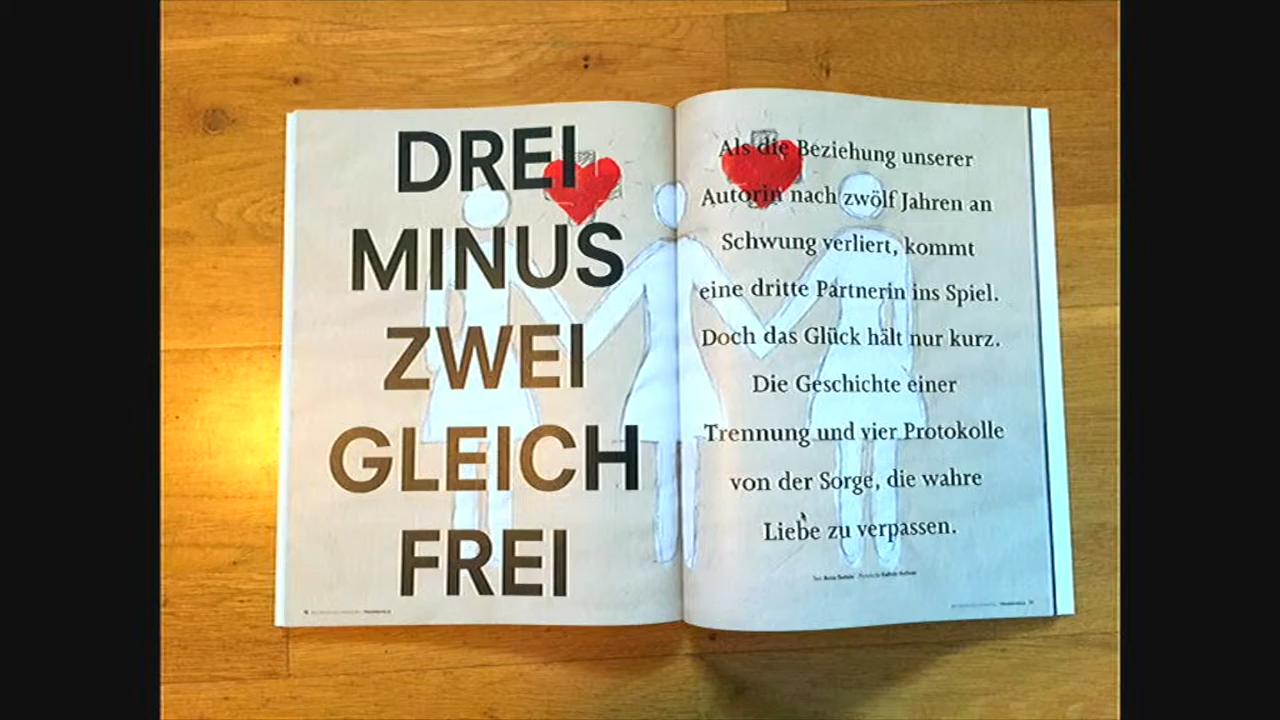 DREI
MINUS
ZWEI
GLEICH
FREI
Als die Beziehung unserer
Autorin nach zwölf Jahren an
Schwung verliert, kommt
eine dritte Partnerin ins Spiel.
Doch das Glück hält nur kurz.
Die Geschichte einer
Trennung und vier Protokolle
von der Sorge, die wahre
Liebe zu verpassen.